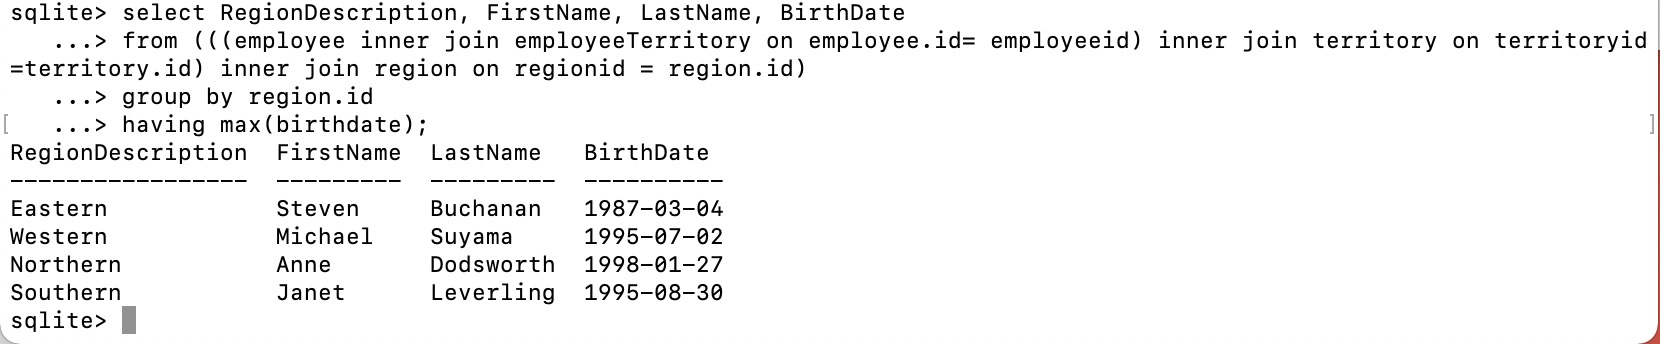 sqlite> select RegionDescription, FirstName, LastName, BirthDate
   ...> from (((employee inner join employeeTerritory on employee.id= employeeid) inner join territory on territoryid
=territory.id) inner join region on regionid = region.id)
   ...> group by region.id
[   ...> having max(birthdate); ]
RegionDescription  FirstName  LastName   BirthDate
-----------------  ---------  ---------  ----------
Eastern            Steven     Buchanan   1987-03-04
Western            Michael    Suyama     1995-07-02
Northern           Anne       Dodsworth  1998-01-27
Southern           Janet      Leverling  1995-08-30
sqlite>